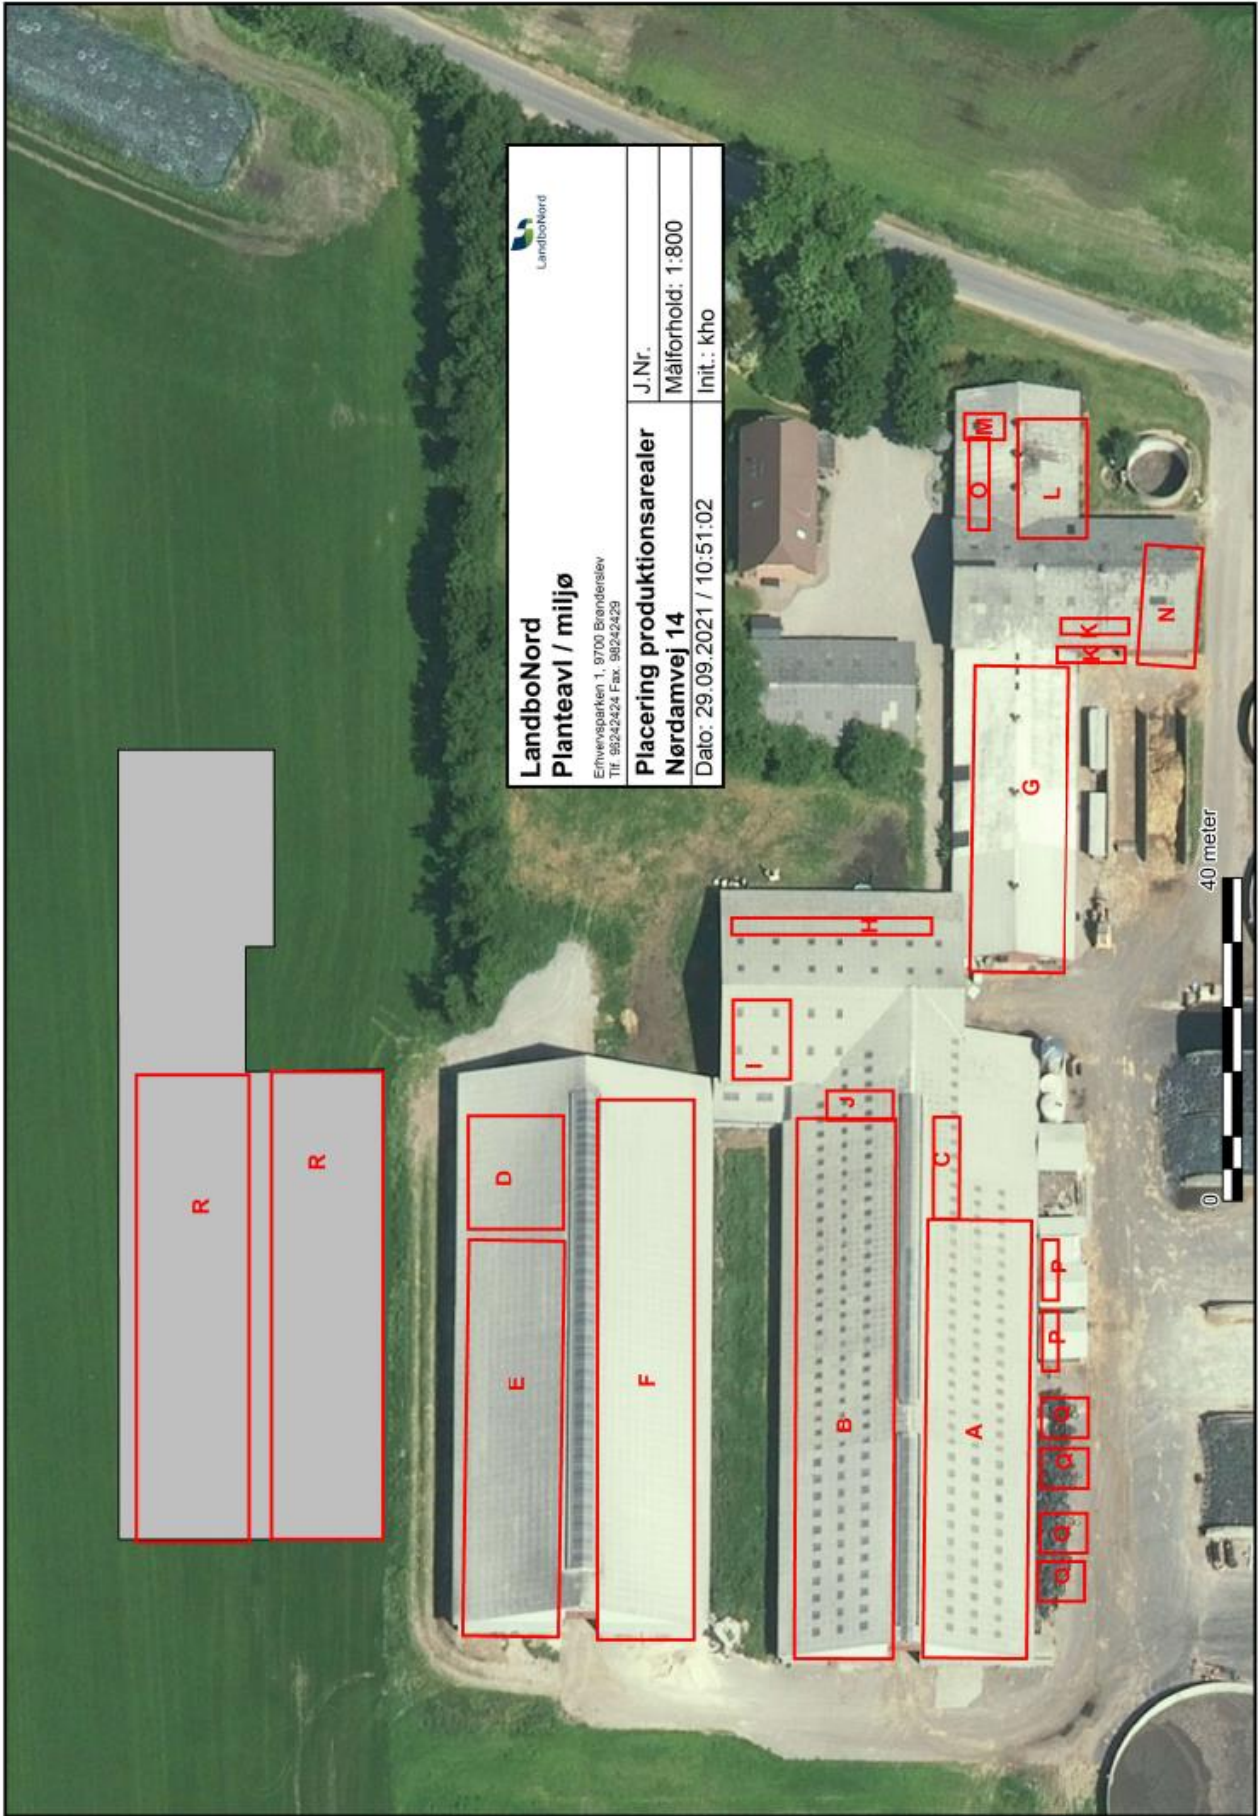 LandboNord
LandboNord
Planteavl / miljø
Erhvervsparken 1, 9700 Brønderslev
Tlf. 96242424 Fax. 98242429
Placering produktionsarealer
J.Nr.
Nørdamvej 14
Målforhold: 1:800
Dato: 29.09.2021 / 10:51:02
Init.: kho
R
R
D
E
F
I
H
J
B
C
A
P
P
Q
Q
Q
Q
G
K
K
N
M
O
L
0
40 meter